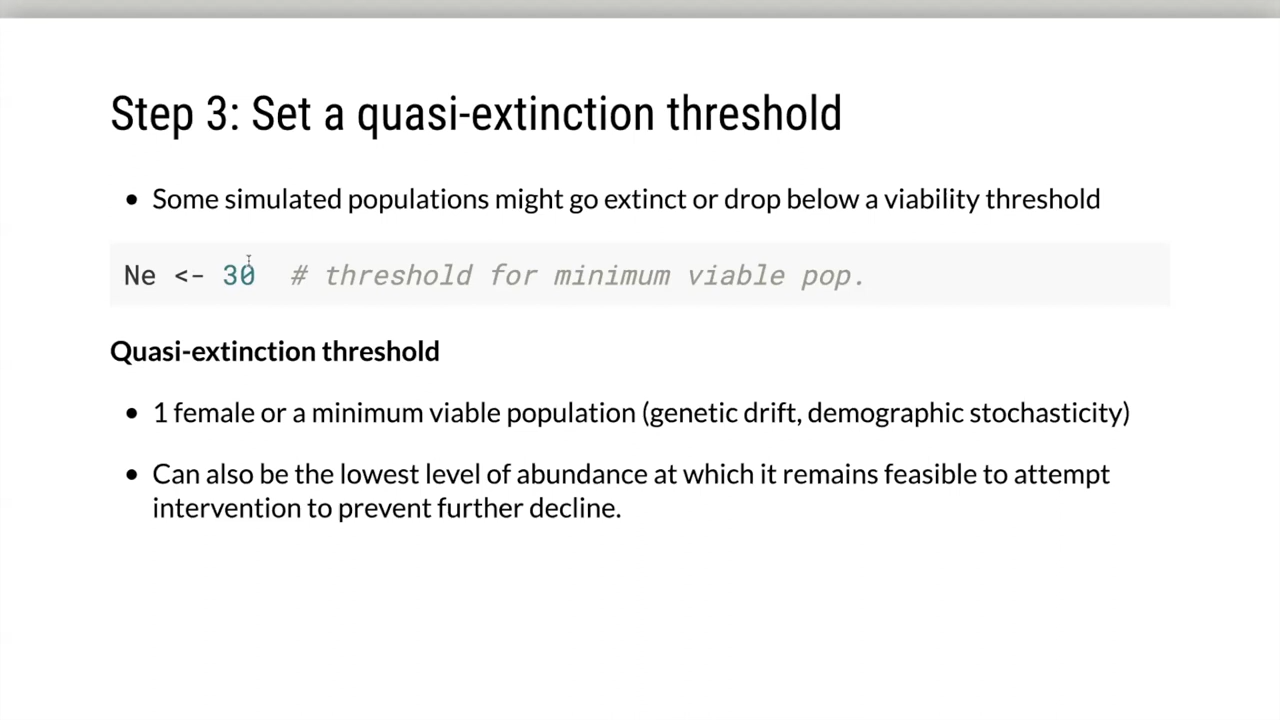 Step 3: Set a quasi-extinction threshold
• Some simulated populations might go extinct or drop below a viability threshold
Ne <- 30  # threshold for minimum viable pop.
Quasi-extinction threshold
• 1 female or a minimum viable population (genetic drift, demographic stochasticity)
• Can also be the lowest level of abundance at which it remains feasible to attempt
intervention to prevent further decline.